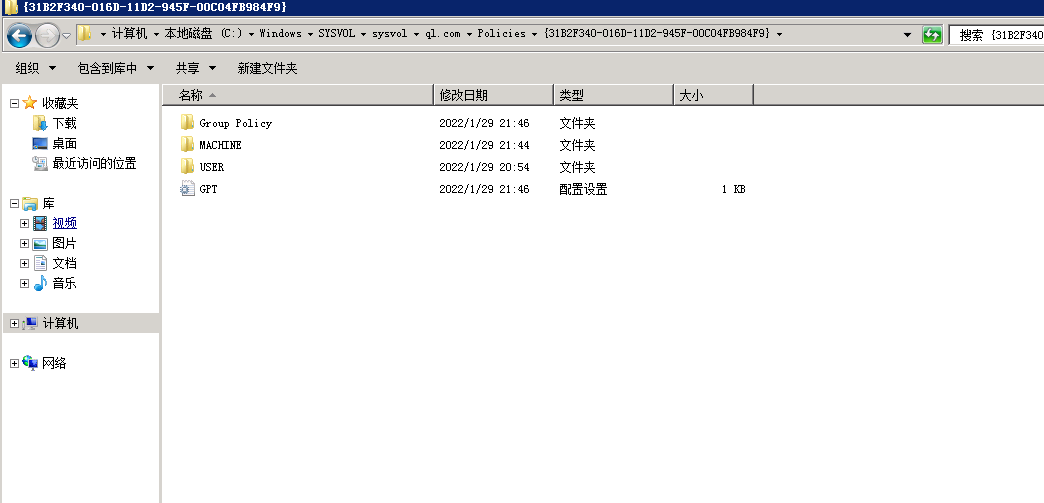 {31B2F340-016D-11D2-945F-00C04FB984F9}
计算机 本地磁盘 (C:) Windows SYSVOL sysvol ql.com Policies {31B2F340-016D-11D2-945F-00C04FB984F9} 搜索 {31B2F340
组织 包含到库中 共享 新建文件夹
收藏夹
下载
桌面
最近访问的位置
库
视频
图片
文档
音乐
计算机
网络
名称 修改日期 类型 大小
Group Policy 2022/1/29 21:46 文件夹
MACHINE 2022/1/29 21:44 文件夹
USER 2022/1/29 20:54 文件夹
GPT 2022/1/29 21:46 配置设置 1 KB